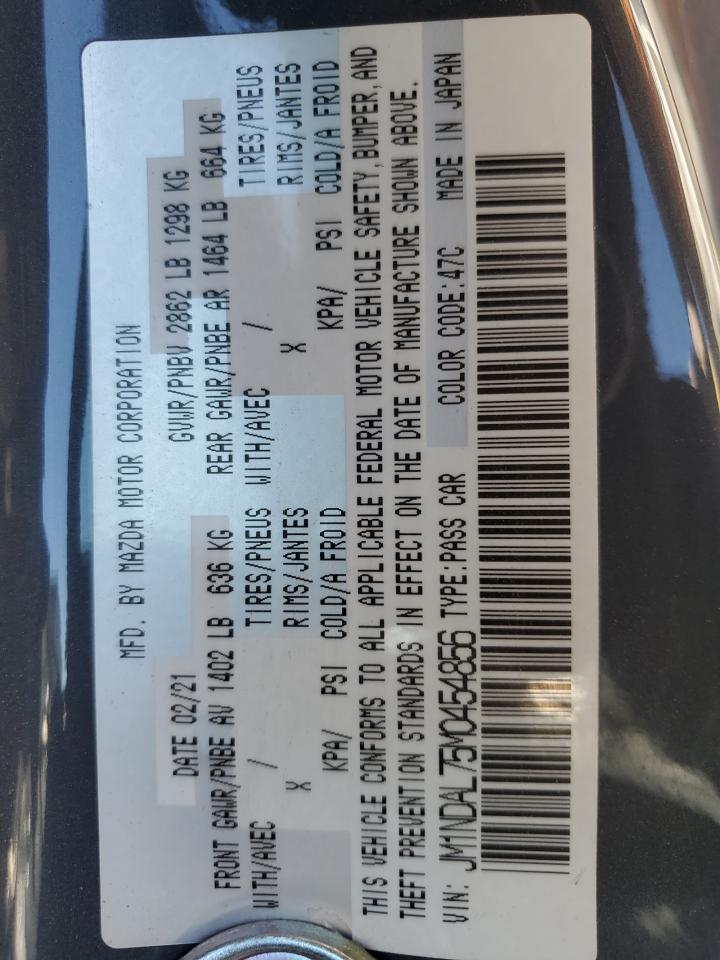 MFD. BY MAZDA MOTOR CORPORATION
DATE 02/21 GVWR/PNBV 2862 LB 1298 KG
FRONT GAWR/PNBE AV 1402 LB 636 KG REAR GAWR/PNBE AR 1464 LB 664 KG
WITH/AVEC / TIRES/PNEUS WITH/AVEC / TIRES/PNEUS
X RIMS/JANTES X RIMS/JANTES
KPA/ PSI COLD/A FROID KPA/ PSI COLD/A FROID
THIS VEHICLE CONFORMS TO ALL APPLICABLE FEDERAL MOTOR VEHICLE SAFETY, BUMPER, AND
THEFT PREVENTION STANDARDS IN EFFECT ON THE DATE OF MANUFACTURE SHOWN ABOVE.
VIN: JM1NDAL75M0454856 TYPE:PASS CAR COLOR CODE:47C MADE IN JAPAN